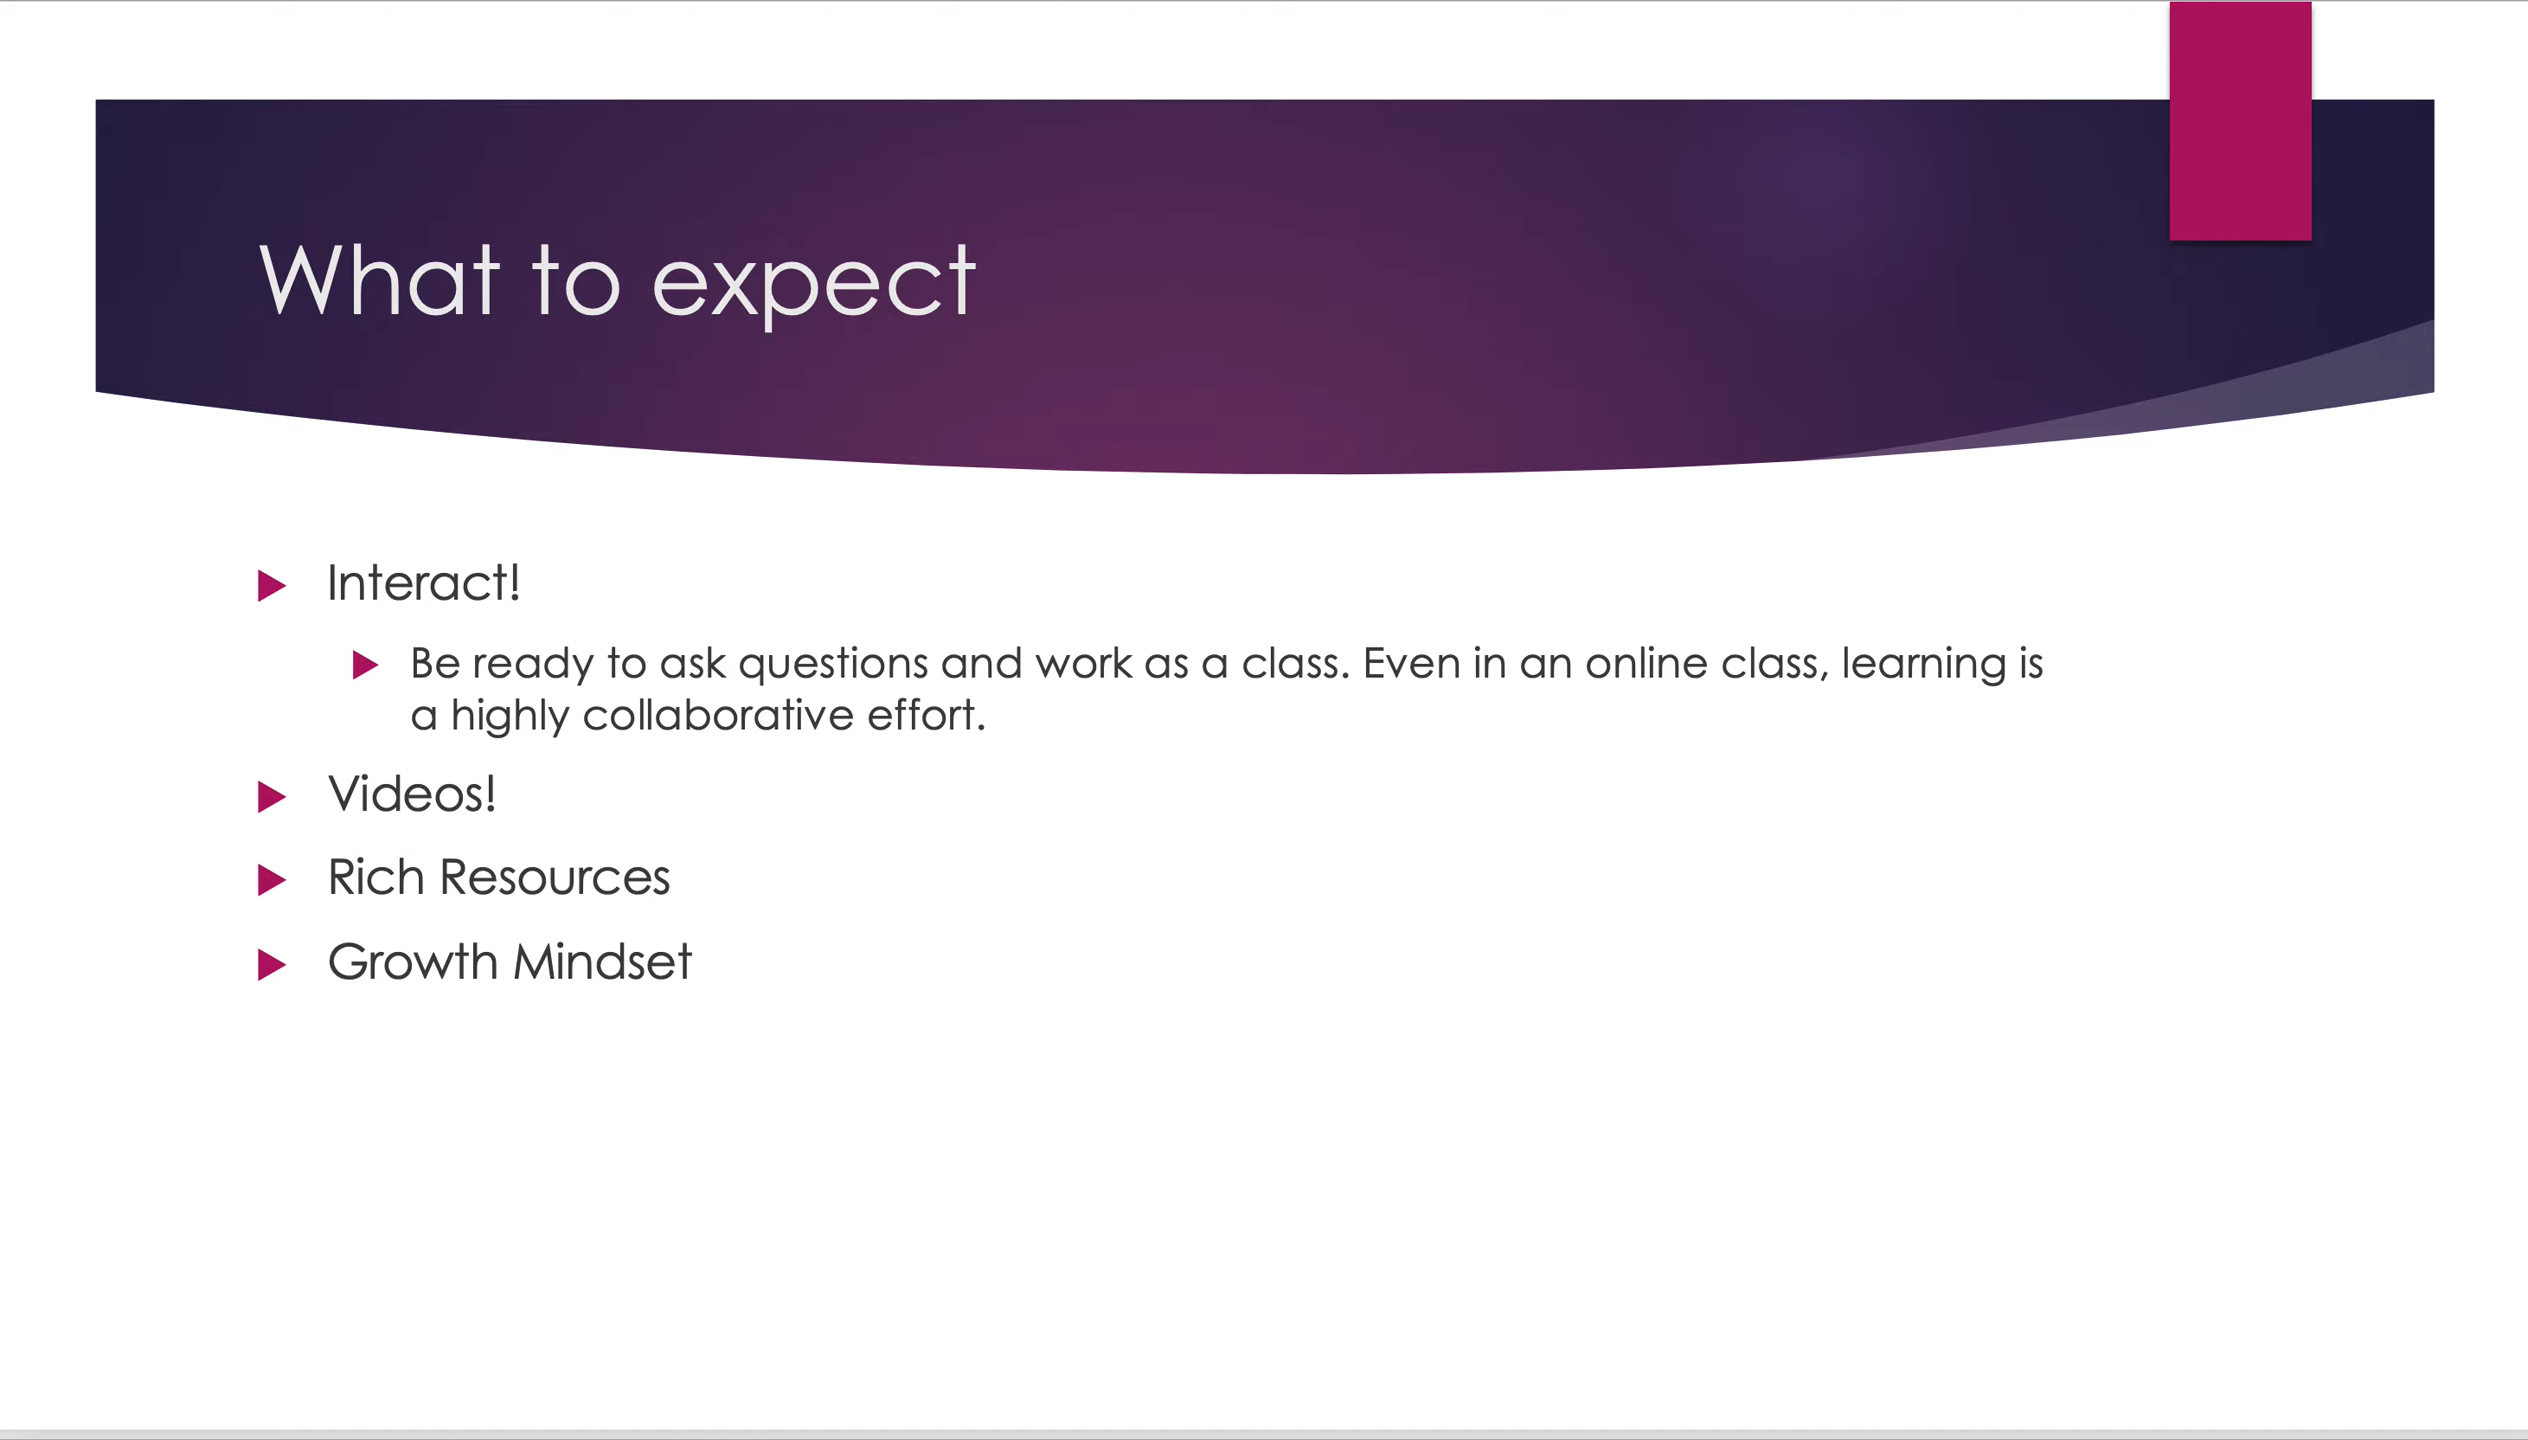 What to expect
Interact!
Be ready to ask questions and work as a class. Even in an online class, learning is
a highly collaborative effort.
Videos!
Rich Resources
Growth Mindset